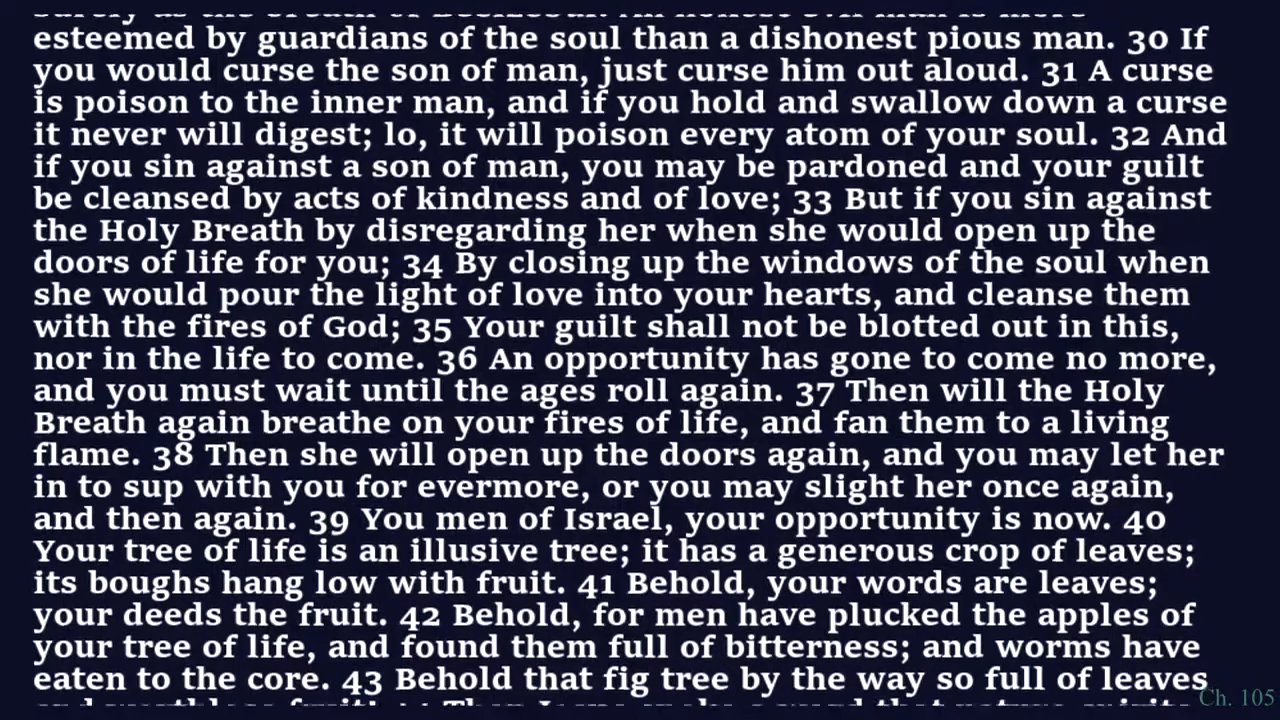 esteemed by guardians of the soul than a dishonest pious man. 30 If
you would curse the son of man, just curse him out aloud. 31 A curse
is poison to the inner man, and if you hold and swallow down a curse
it never will digest; lo, it will poison every atom of your soul. 32 And
if you sin against a son of man, you may be pardoned and your guilt
be cleansed by acts of kindness and of love; 33 But if you sin against
the Holy Breath by disregarding her when she would open up the
doors of life for you; 34 By closing up the windows of the soul when
she would pour the light of love into your hearts, and cleanse them
with the fires of God; 35 Your guilt shall not be blotted out in this,
nor in the life to come. 36 An opportunity has gone to come no more,
and you must wait until the ages roll again. 37 Then will the Holy
Breath again breathe on your fires of life, and fan them to a living
flame. 38 Then she will open up the doors again, and you may let her
in to sup with you for evermore, or you may slight her once again,
and then again. 39 You men of Israel, your opportunity is now. 40
Your tree of life is an illusive tree; it has a generous crop of leaves;
its boughs hang low with fruit. 41 Behold, your words are leaves;
your deeds the fruit. 42 Behold, for men have plucked the apples of
your tree of life, and found them full of bitterness; and worms have
eaten to the core. 43 Behold that fig tree by the way so full of leaves
Ch. 105